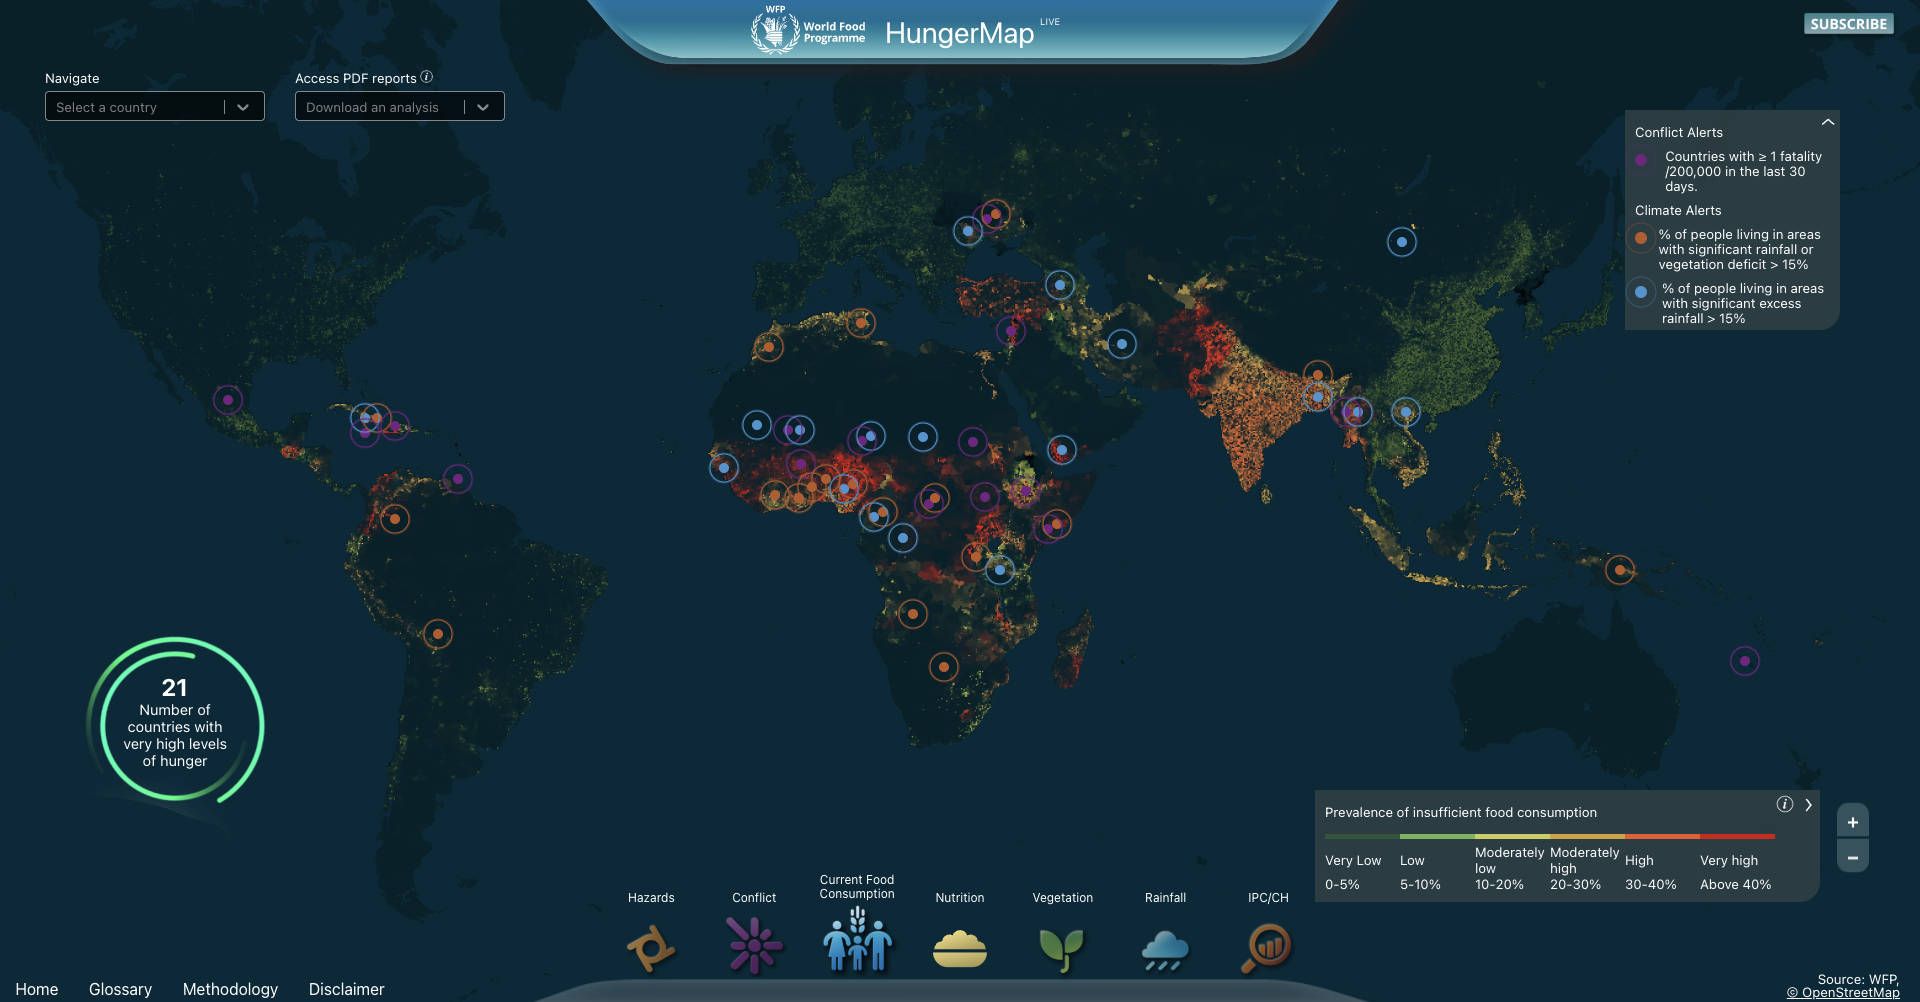 WFP
World Food
Programme
HungerMap
LIVE
SUBSCRIBE
Navigate
Select a country
Access PDF reports
Download an analysis
Conflict Alerts
Countries with ≥ 1 fatality
/200,000 in the last 30
days.
Climate Alerts
% of people living in areas
with significant rainfall or
vegetation deficit > 15%
% of people living in areas
with significant excess
rainfall > 15%
21
Number of
countries with
very high levels
of hunger
Prevalence of insufficient food consumption
Very Low
0-5%
Low
5-10%
Moderately
low
10-20%
Moderately
high
20-30%
High
30-40%
Very high
Above 40%
+
−
Hazards
Conflict
Current Food
Consumption
Nutrition
Vegetation
Rainfall
IPC/CH
Home
Glossary
Methodology
Disclaimer
Source: WFP,
© OpenStreetMap